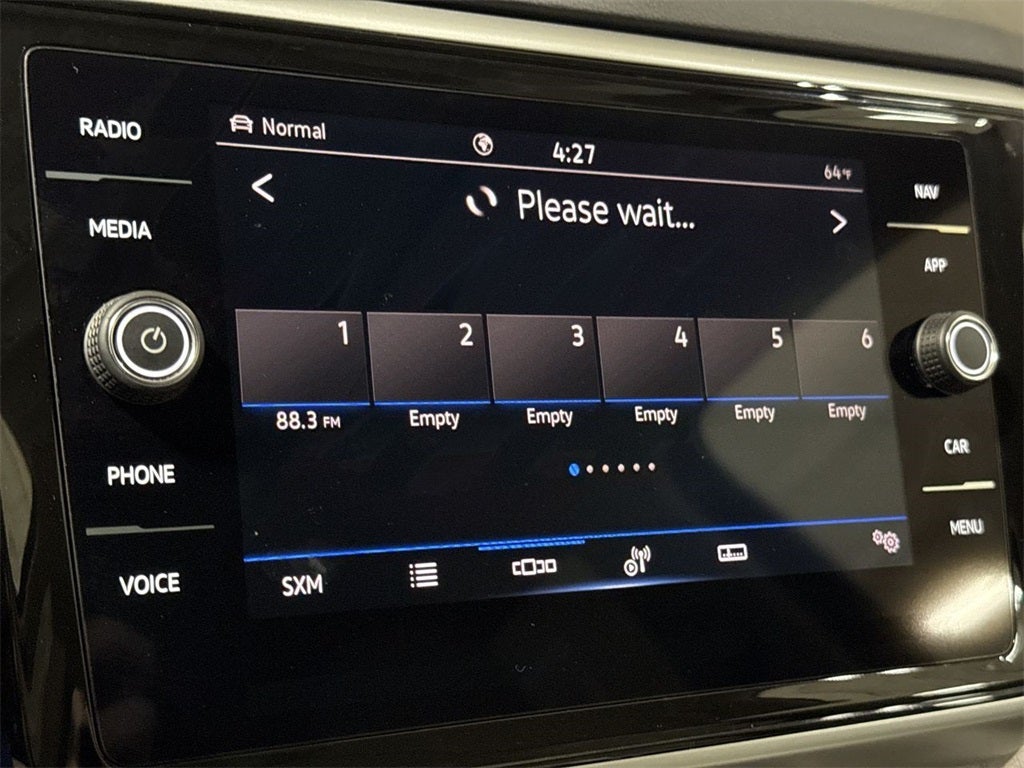 RADIO
Normal
4:27
64°F
NAV
MEDIA
< Please wait... >
APP
1 2 3 4 5 6
88.3 FM Empty Empty Empty Empty Empty
PHONE
CAR
VOICE
SXM
MENU